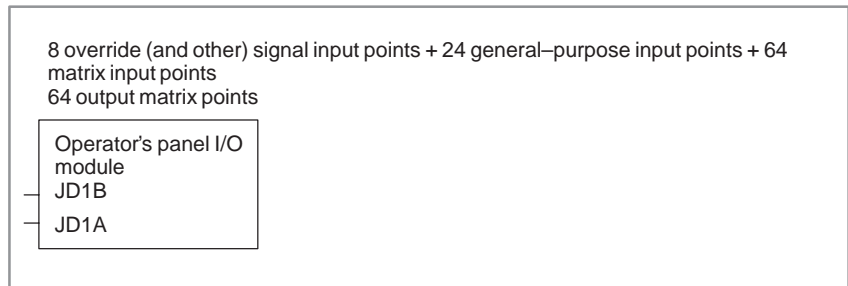 8 override (and other) signal input points + 24 general–purpose input points + 64
matrix input points
64 output matrix points
Operator's panel I/O
module
JD1B
JD1A